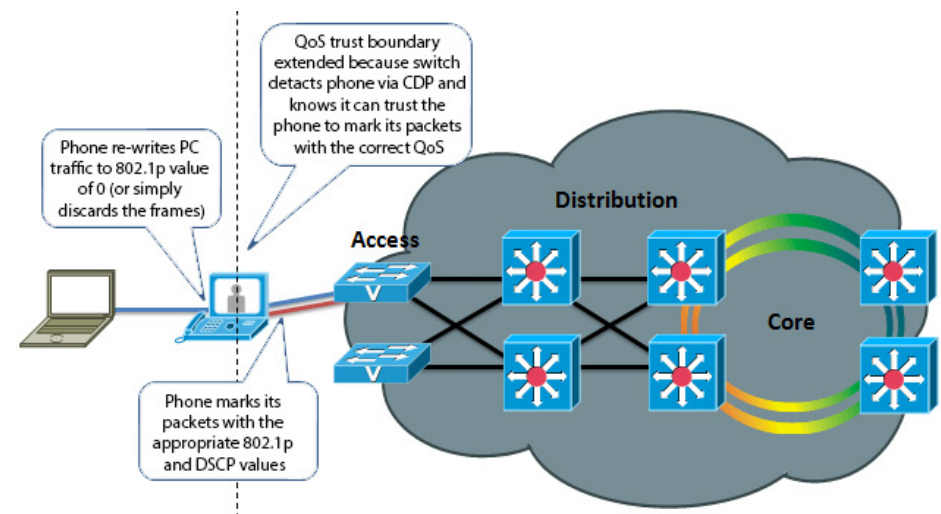 QoS trust boundary
extended because switch
detacts phone via CDP and
knows it can trust the
phone to mark its packets
with the correct QoS
Phone re-writes PC
traffic to 802.1p value
of 0 (or simply
discards the frames)
Distribution
Access
V
V
Core
Phone marks its
packets with the
appropriate 802.1p
and DSCP values